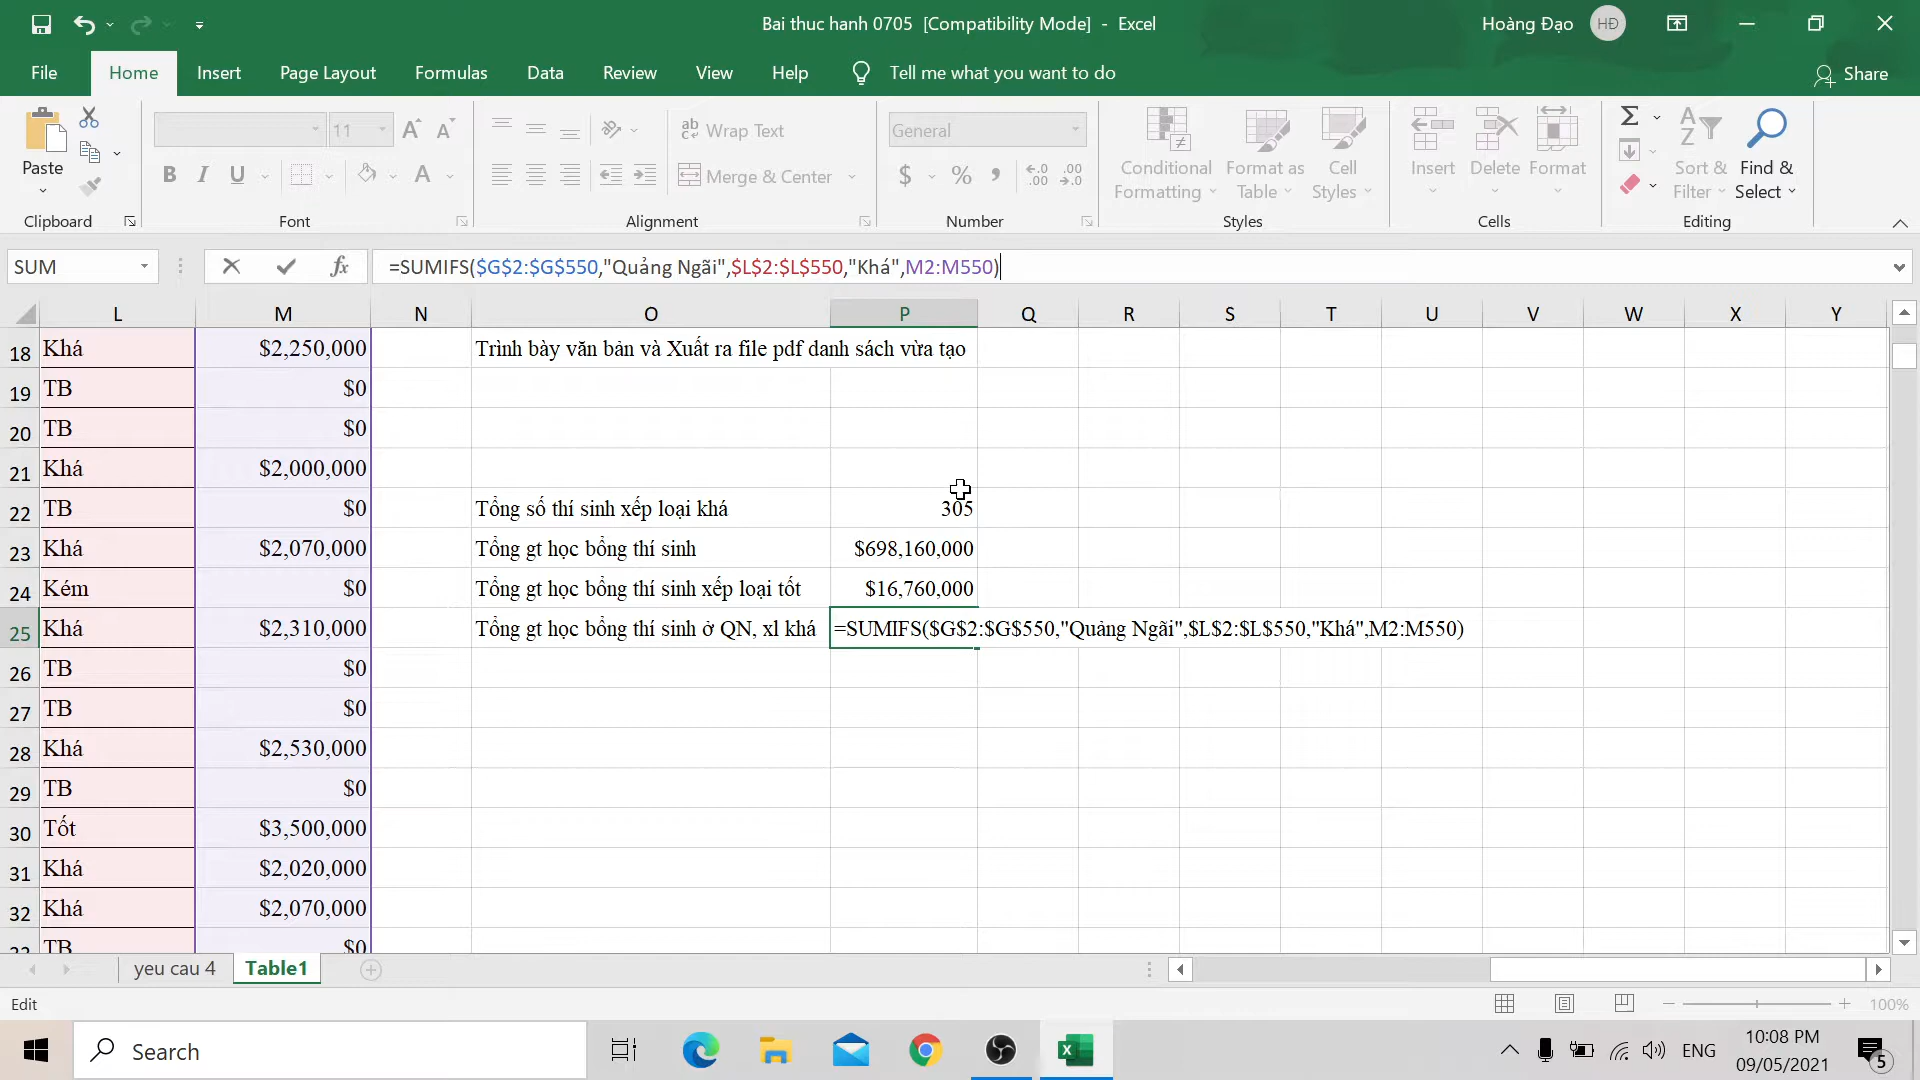 Bai thuc hanh 0705 [Compatibility Mode] - Excel
Hoàng Đạo HĐ
File Home Insert Page Layout Formulas Data Review View Help Tell me what you want to do Share
Paste
Clipboard
11
B I U A
Font
ab Wrap Text
Merge & Center
Alignment
General
$ % ,
Number
Conditional Formatting
Format as Table
Cell Styles
Styles
Insert Delete Format
Cells
Sort & Filter
Find & Select
Editing
SUM fx =SUMIFS($G$2:$G$550,"Quảng Ngãi",$L$2:$L$550,"Khá",M2:M550)
L M N O P Q R S T U V W X Y
18 Khá $2,250,000 Trình bày văn bản và Xuất ra file pdf danh sách vừa tạo
19 TB $0
20 TB $0
21 Khá $2,000,000
22 TB $0 Tổng số thí sinh xếp loại khá 305
23 Khá $2,070,000 Tổng gt học bổng thí sinh $698,160,000
24 Kém $0 Tổng gt học bổng thí sinh xếp loại tốt $16,760,000
25 Khá $2,310,000 Tổng gt học bổng thí sinh ở QN, xl khá =SUMIFS($G$2:$G$550,"Quảng Ngãi",$L$2:$L$550,"Khá",M2:M550)
26 TB $0
27 TB $0
28 Khá $2,530,000
29 TB $0
30 Tốt $3,500,000
31 Khá $2,020,000
32 Khá $2,070,000
33 TB $0
yeu cau 4 Table1
Edit 100%
Search
ENG
10:08 PM
09/05/2021
5